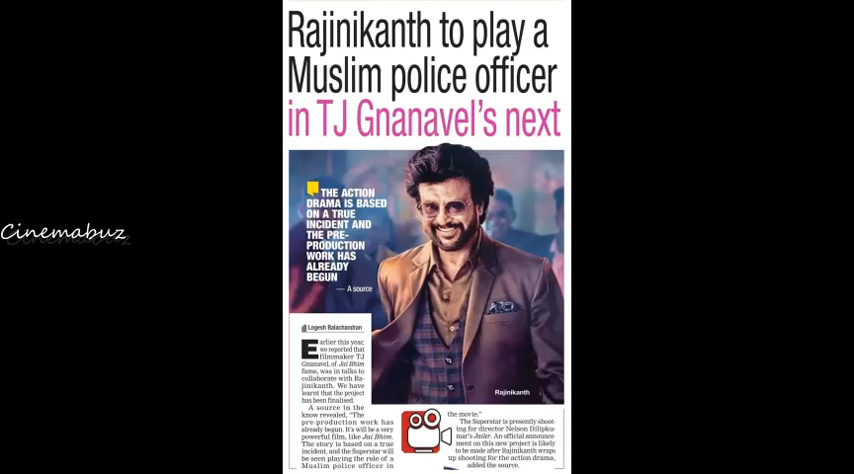 Rajinikanth to play a
Muslim police officer
in TJ Gnanavel's next
THE ACTION
DRAMA IS BASED
ON A TRUE
INCIDENT AND
THE PRE-
PRODUCTION
WORK HAS
ALREADY
BEGUN
— A source
Cinemabuz
Logesh Balachandran
Earlier this year,
we reported that
filmmaker TJ
Gnanavel, of Jai Bhim
fame, was in talks to
collaborate with Ra-
jinikanth. We have
learnt that the project
has been finalised.
A source in the
know revealed, "The
pre-production work has
already begun. It'll be a very
powerful film, like Jai Bhim.
The story is based on a true
incident, and the Superstar will
be seen playing the role of a
Muslim police officer in
Rajinikanth
the movie."
The Superstar is presently shoot-
ing for director Nelson Dilipku-
mar's Jailer. An official announce-
ment on this new project is likely
to be made after Rajinikanth wraps
up shooting for the action drama,
added the source.